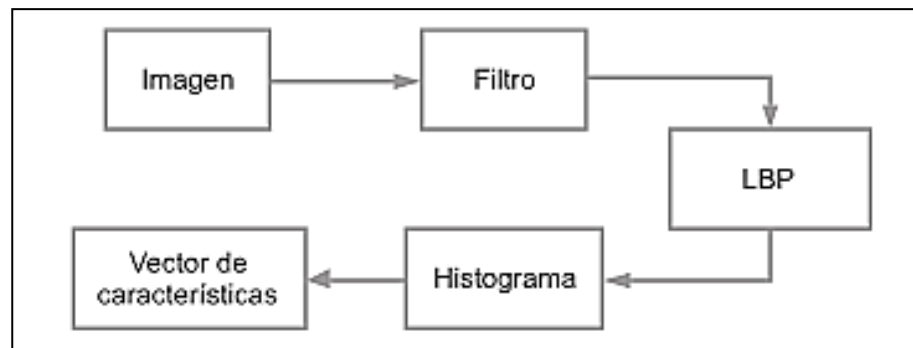 Imagen
Filtro
LBP
Histograma
Vector de
características